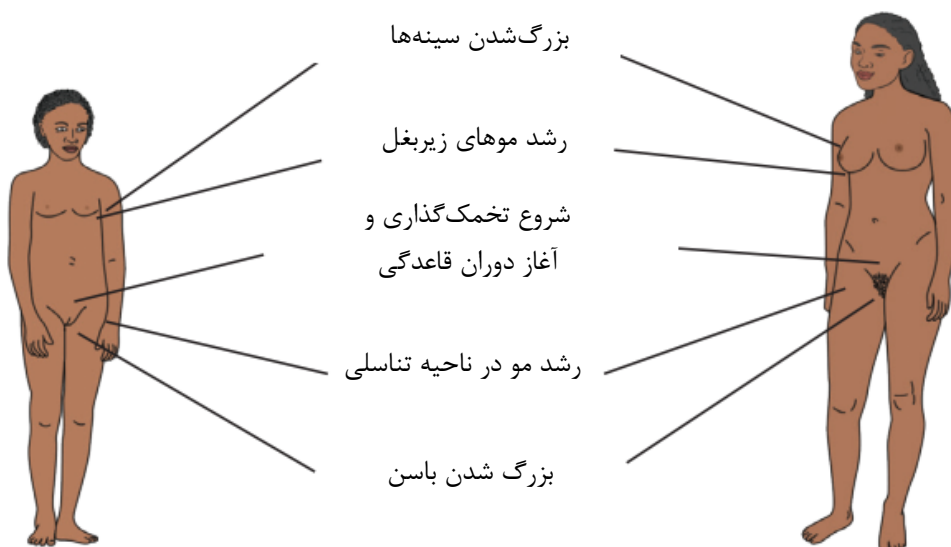 بزرگ‌شدن سینه‌ها
رشد موهای زیربغل
شروع تخمک‌گذاری و
آغاز دوران قاعدگی
رشد مو در ناحیه تناسلی
بزرگ شدن باسن